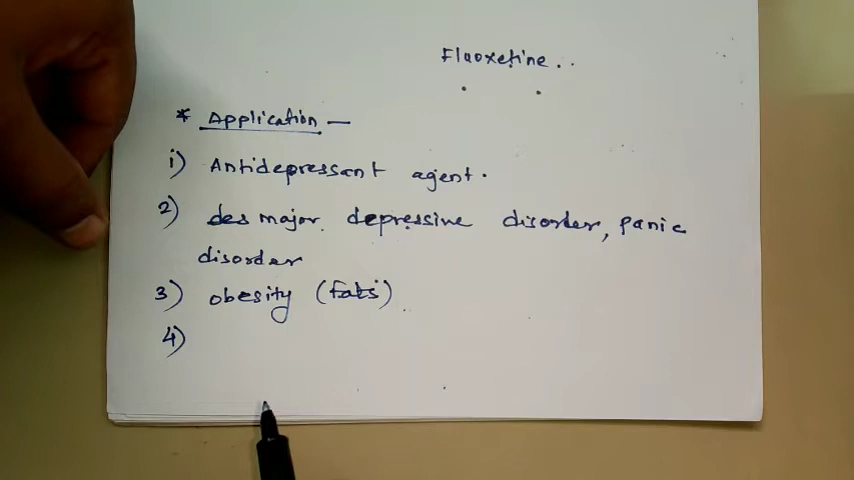 Fluoxetine..
* Application —
1) Antidepressant agent.
2) des major depressive disorder, panic
disorder
3) obesity (fats)
4)